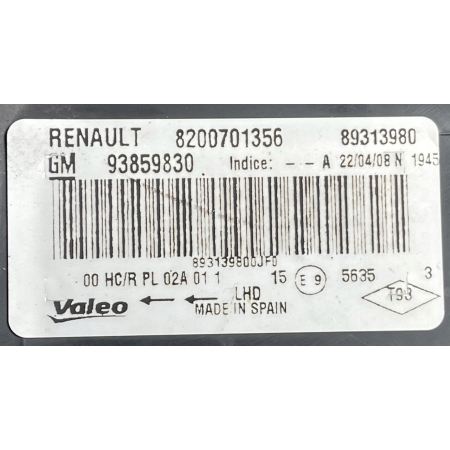 RENAULT 8200701356 89313980
GM 93859830 Indice: - - A 22/04/08 N 1945
893139800JF0
00 HC/R PL 02A 01 1 15 E 9 5635 3
Valeo LHD T93
MADE IN SPAIN